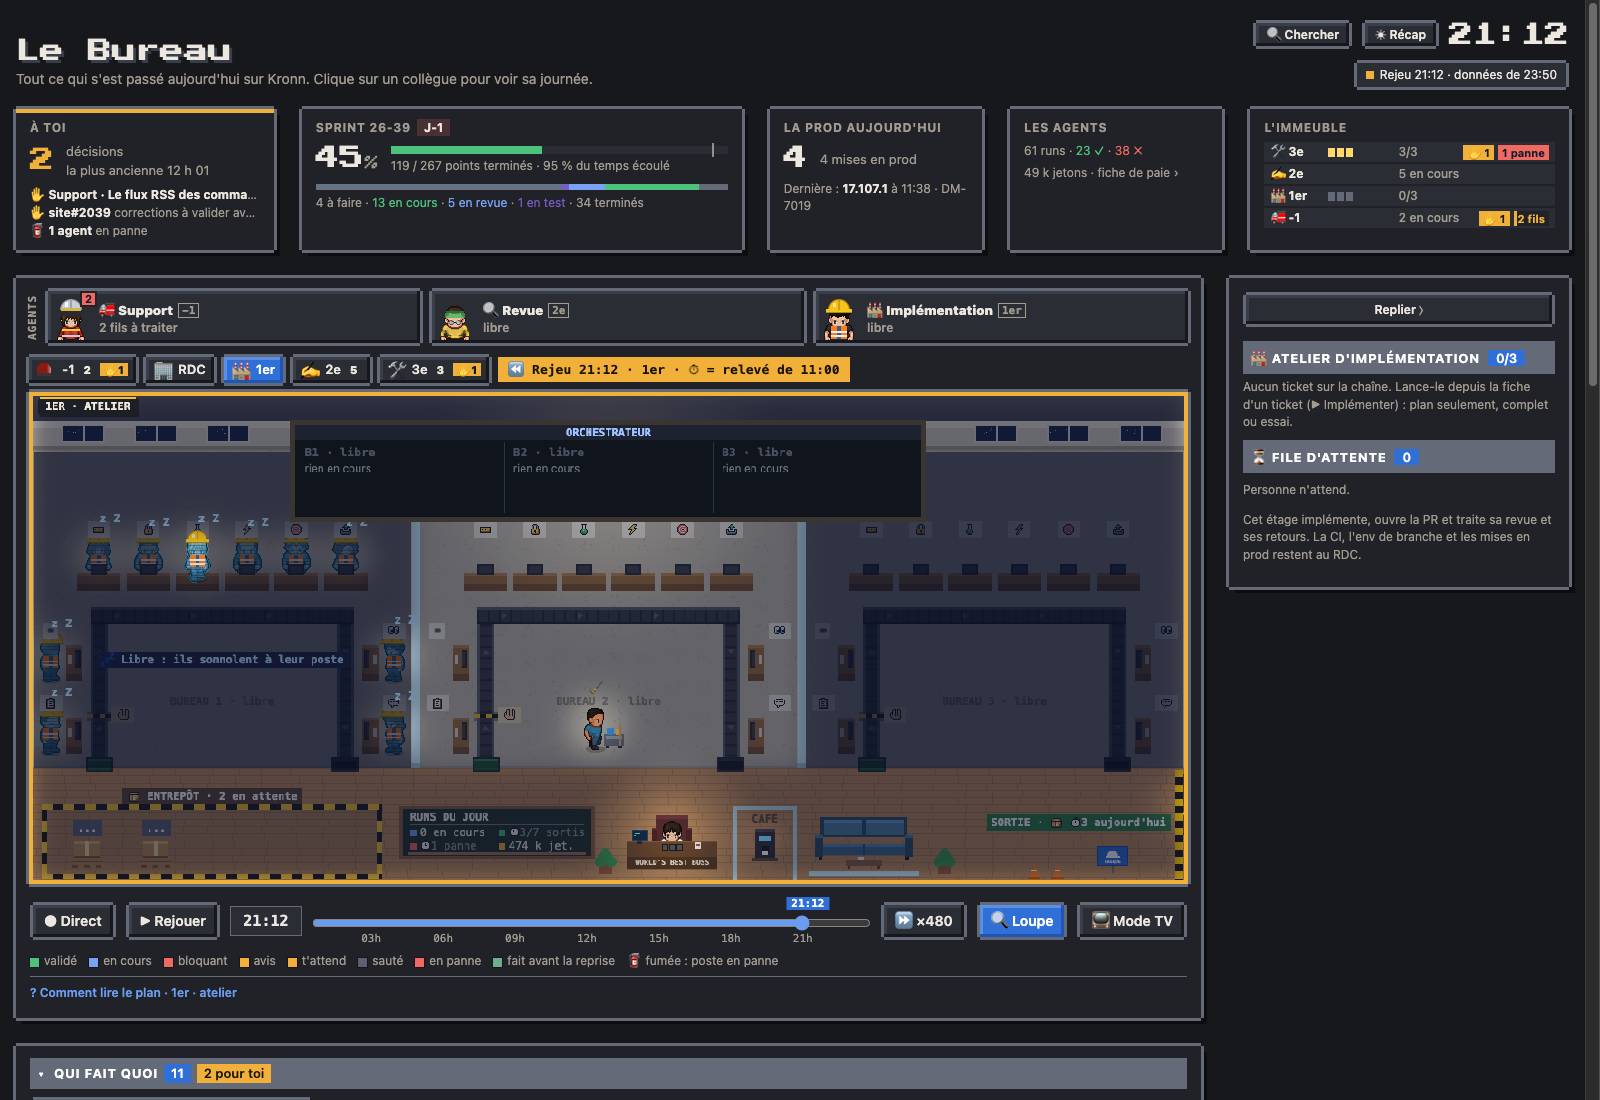 Le Bureau
Tout ce qui s'est passé aujourd'hui sur Kronn. Clique sur un collègue pour voir sa journée.
Chercher
Récap
21:12
Rejeu 21:12 · données de 23:50
À TOI
2
décisions
la plus ancienne 12 h 01
Support · Le flux RSS des comma...
site#2039 corrections à valider av...
1 agent en panne
SPRINT 26-39 J-1
45%
119 / 267 points terminés · 95 % du temps écoulé
4 à faire · 13 en cours · 5 en revue · 1 en test · 34 terminés
LA PROD AUJOURD'HUI
4 4 mises en prod
Dernière : 17.107.1 à 11:38 · DM-
7019
LES AGENTS
61 runs · 23 ✓ · 38 ✕
49 k jetons · fiche de paie ›
L'IMMEUBLE
3e 3/3 1 1 panne
2e 5 en cours
1er 0/3
-1 2 en cours 1 2 fils
AGENTS
2
Support -1
2 fils à traiter
Revue 2e
libre
Implémentation 1er
libre
-1 2 1
RDC
1er
2e 5
3e 3 1
Rejeu 21:12 · 1er · ⏱ = relevé de 11:00
1ER · ATELIER
ORCHESTRATEUR
B1 · libre
rien en cours
B2 · libre
rien en cours
B3 · libre
rien en cours
z Z
z Z
z Z
z Z
z Z
z Z
Libre : ils somnolent à leur poste
BUREAU 1 · libre
BUREAU 2 · libre
BUREAU 3 · libre
ENTREPÔT · 2 en attente
...
...
RUNS DU JOUR
0 en cours 3/7 sortis
1 panne 474 k jet.
WORLD'S BEST BOSS
CAFÉ
SORTIE · 3 aujourd'hui
Direct
▶ Rejouer
21:12
21:12
03h 06h 09h 12h 15h 18h 21h
×480
Loupe
Mode TV
validé en cours bloquant avis t'attend sauté en panne fait avant la reprise fumée : poste en panne
? Comment lire le plan · 1er · atelier
QUI FAIT QUOI 11 2 pour toi
Replier ›
ATELIER D'IMPLÉMENTATION 0/3
Aucun ticket sur la chaîne. Lance-le depuis la fiche
d'un ticket (▶ Implémenter) : plan seulement, complet
ou essai.
FILE D'ATTENTE 0
Personne n'attend.
Cet étage implémente, ouvre la PR et traite sa revue et
ses retours. La CI, l'env de branche et les mises en
prod restent au RDC.